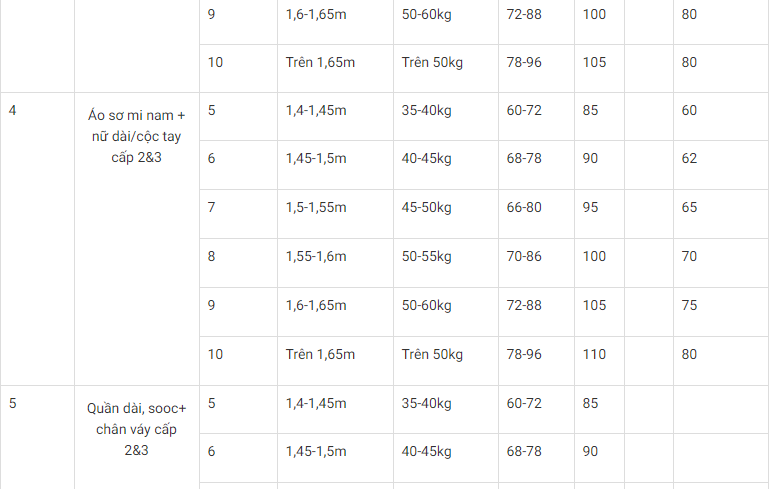 9 1,6-1,65m 50-60kg 72-88 100 80
10 Trên 1,65m Trên 50kg 78-96 105 80
4 Áo sơ mi nam + nữ dài/cộc tay cấp 2&3 5 1,4-1,45m 35-40kg 60-72 85 60
6 1,45-1,5m 40-45kg 68-78 90 62
7 1,5-1,55m 45-50kg 66-80 95 65
8 1,55-1,6m 50-55kg 70-86 100 70
9 1,6-1,65m 50-60kg 72-88 105 75
10 Trên 1,65m Trên 50kg 78-96 110 80
5 Quần dài, sooc+ chân váy cấp 2&3 5 1,4-1,45m 35-40kg 60-72 85
6 1,45-1,5m 40-45kg 68-78 90